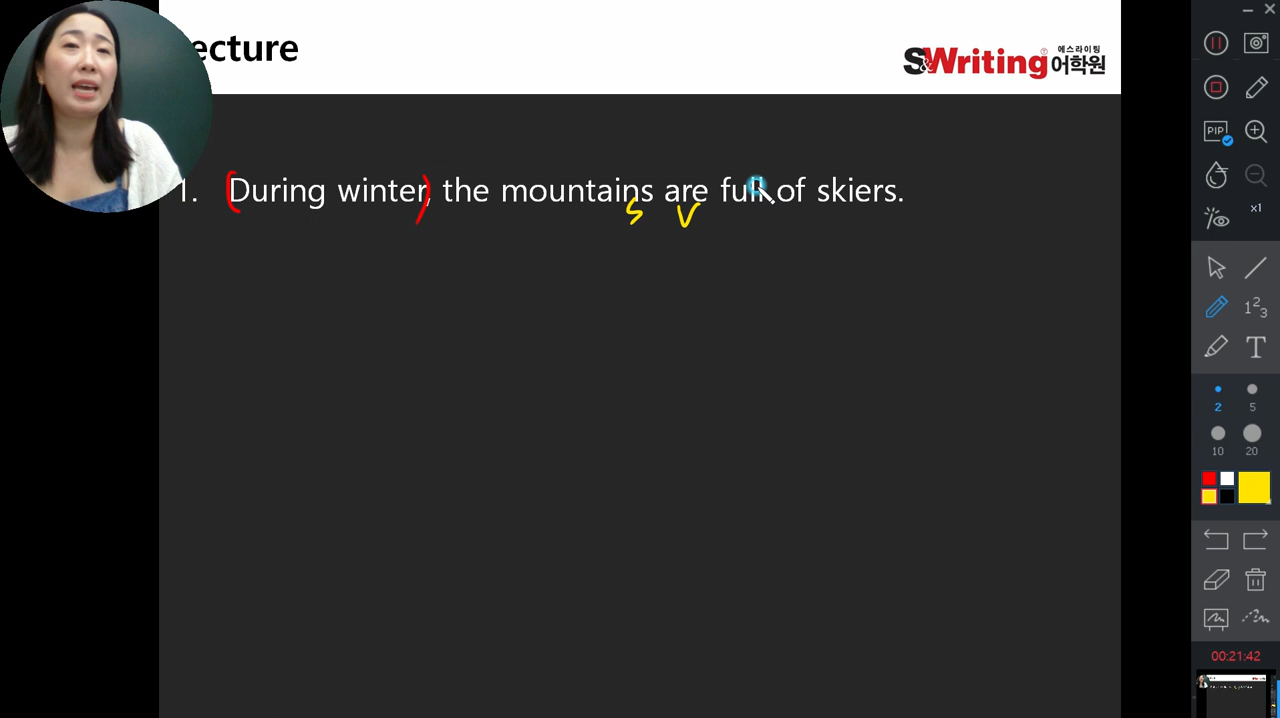 ecture
S&Writing 에스라이팅 어학원
1. (During winter,) the mountains are full of skiers.
s v
PIP
x1
1 2 3
T
2 5
10 20
00:21:42